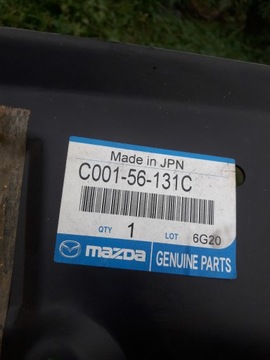 Made in JPN
C001-56-131C
QTY 1 LOT 6G20
mazda GENUINE PARTS